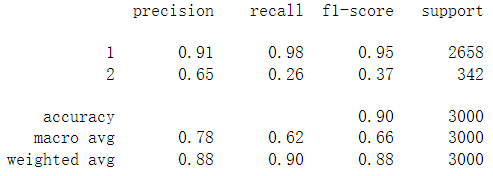 precision recall f1-score support
1 0.91 0.98 0.95 2658
2 0.65 0.26 0.37 342
accuracy 0.90 3000
macro avg 0.78 0.62 0.66 3000
weighted avg 0.88 0.90 0.88 3000